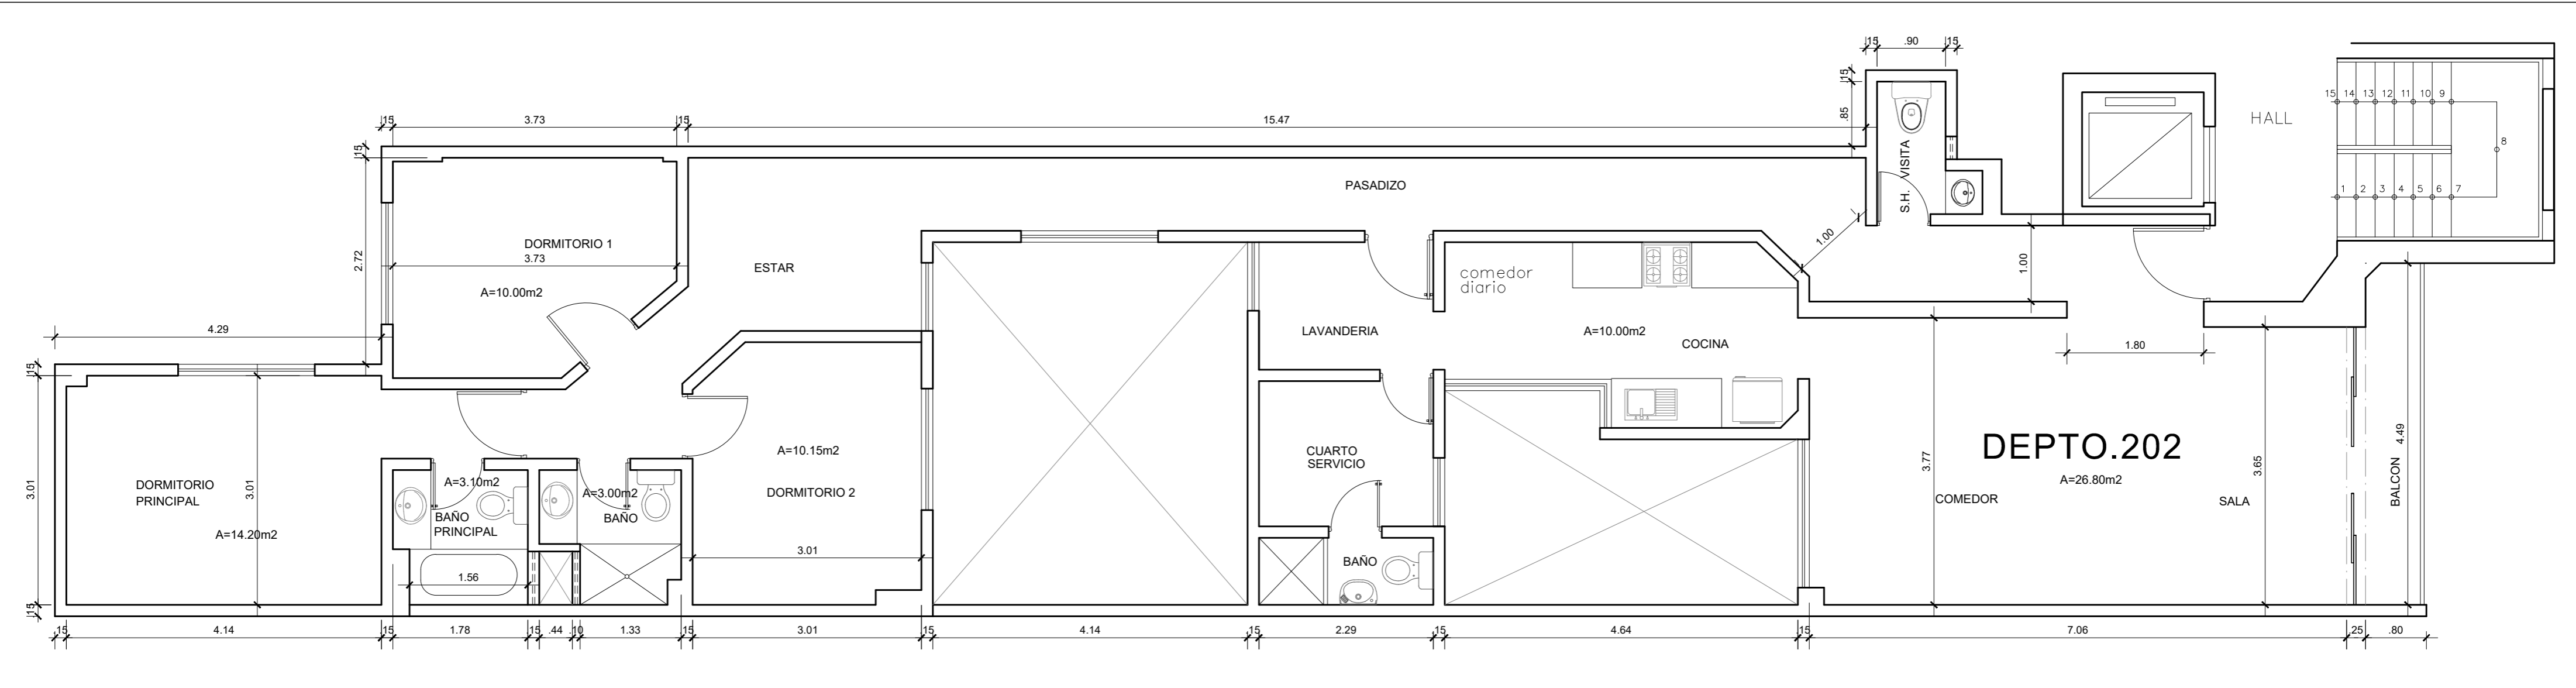 .15 .90 .15
.15
.85
.15 3.73 .15 15.47
.15
2.72
HALL
15 14 13 12 11 10 9
8
1 2 3 4 5 6 7
PASADIZO
S.H. VISITA
1.00
1.00
DORMITORIO 1
3.73
A=10.00m2
ESTAR
comedor
diario
LAVANDERIA
A=10.00m2
COCINA
1.80
4.29
.15
3.01
.15
DORMITORIO
PRINCIPAL
3.01
A=14.20m2
A=3.10m2
BAÑO
PRINCIPAL
1.56
A=3.00m2
BAÑO
A=10.15m2
DORMITORIO 2
3.01
CUARTO
SERVICIO
BAÑO
3.77
DEPTO.202
A=26.80m2
COMEDOR
SALA
3.65
BALCON
4.49
.15 4.14 .15 1.78 .15 .44 .10 1.33 .15 3.01 .15 4.14 .15 2.29 .15 4.64 .15 7.06 .25 .80